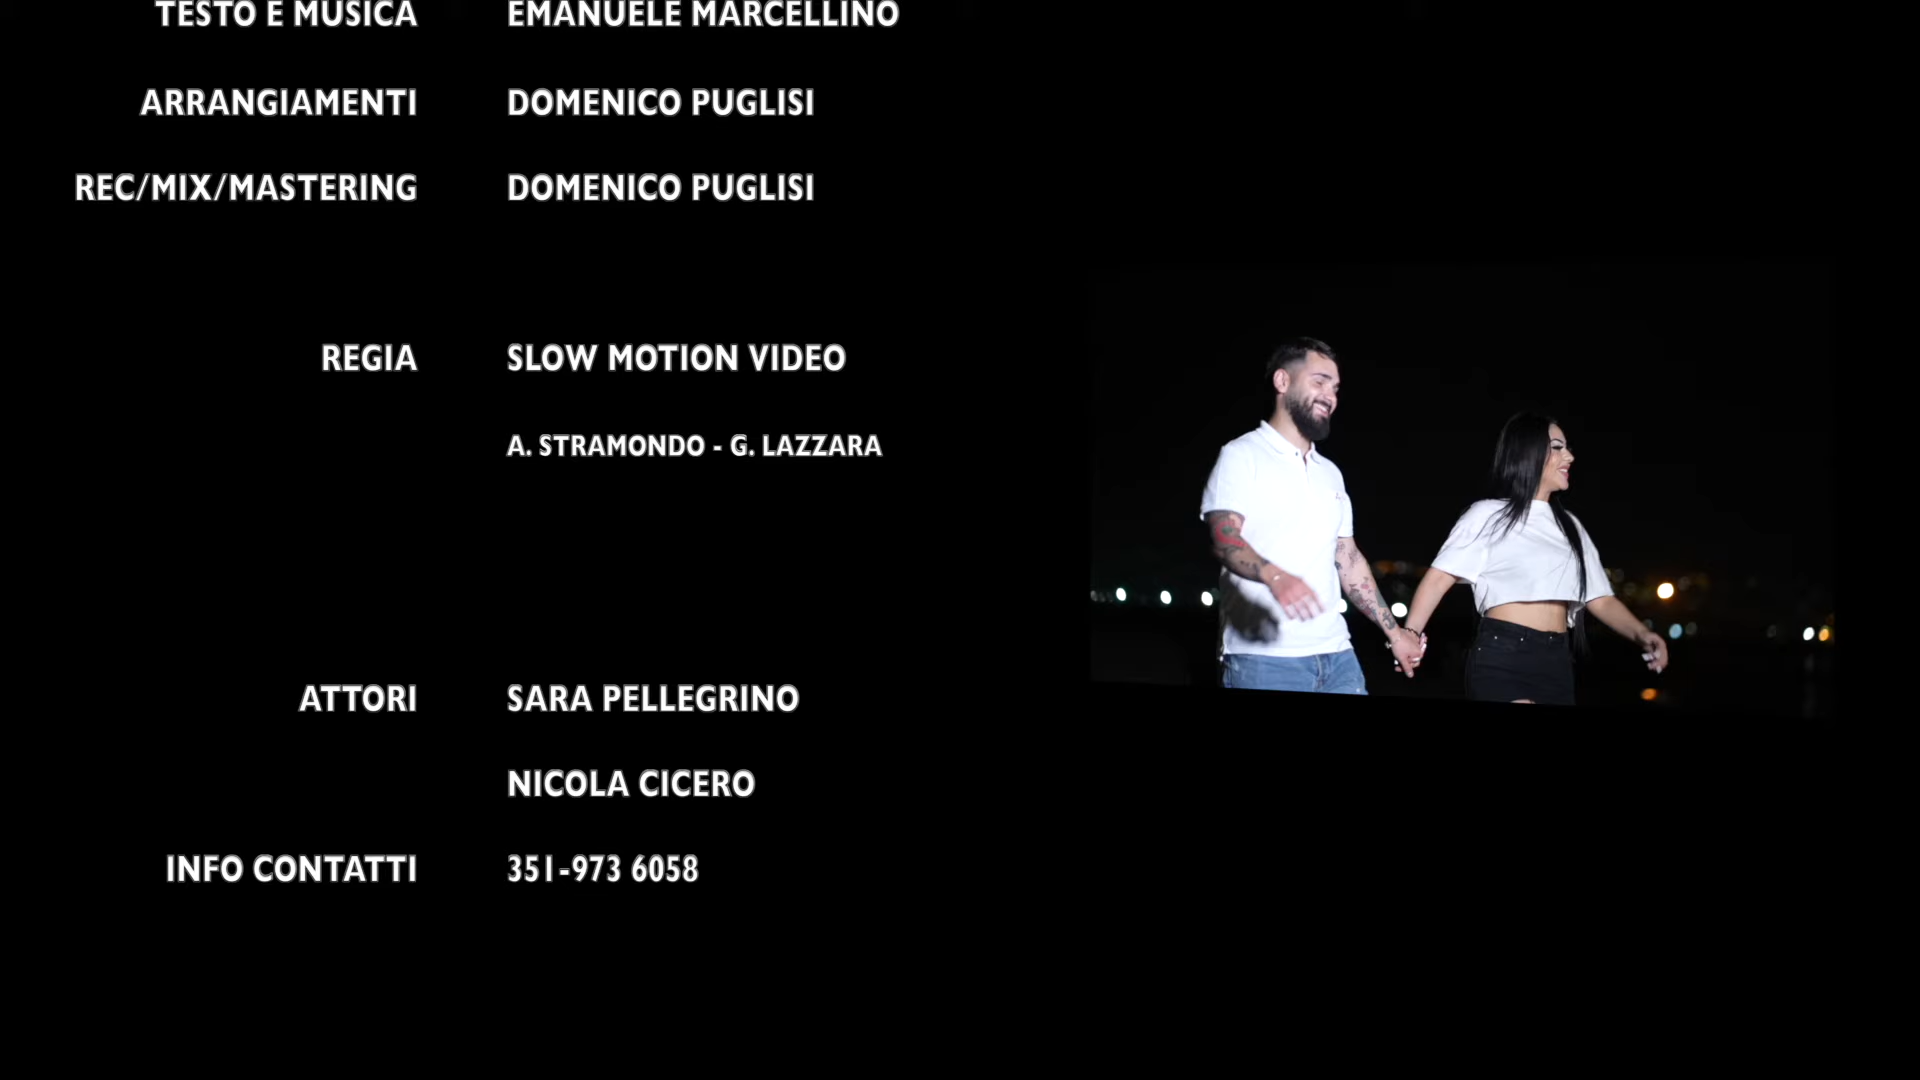 TESTO E MUSICA EMANUELE MARCELLINO
ARRANGIAMENTI DOMENICO PUGLISI
REC/MIX/MASTERING DOMENICO PUGLISI
REGIA SLOW MOTION VIDEO
A. STRAMONDO - G. LAZZARA
ATTORI SARA PELLEGRINO
NICOLA CICERO
INFO CONTATTI 351-973 6058